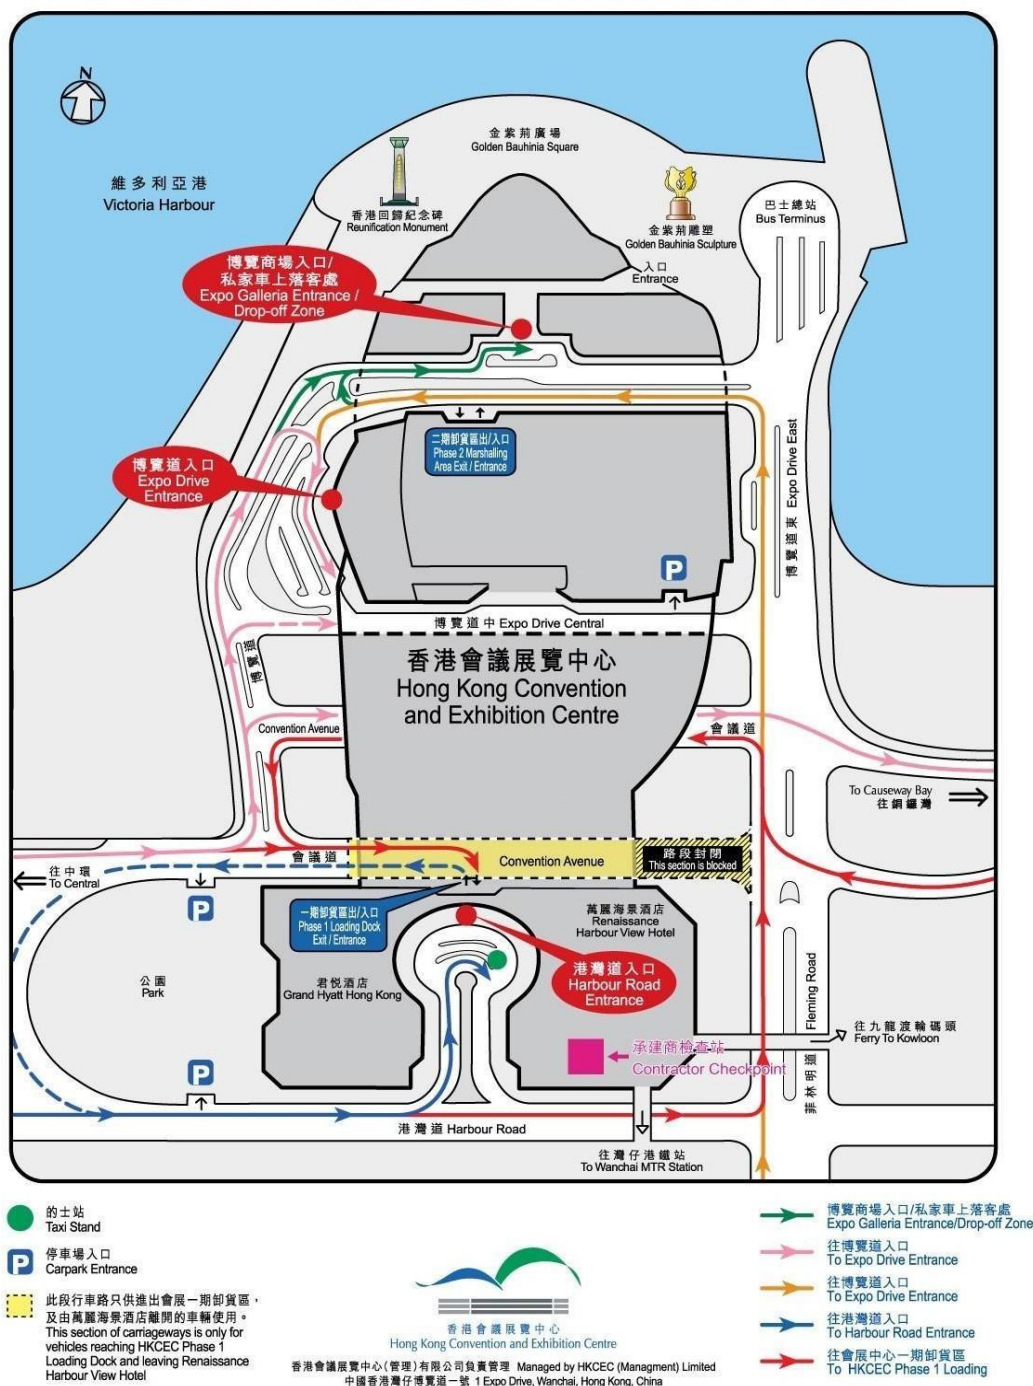 N
金紫荊廣場
Golden Bauhinia Square
維多利亞港
Victoria Harbour
香港回歸紀念碑
Reunification Monument
金紫荊雕塑
Golden Bauhinia Sculpture
巴士總站
Bus Terminus
入口
Entrance
博覽商場入口/
私家車上落客處
Expo Galleria Entrance /
Drop-off Zone
二期卸貨區出/入口
Phase 2 Marshalling
Area Exit / Entrance
博覽道入口
Expo Drive
Entrance
博覽道東 Expo Drive East
P
博覽道中 Expo Drive Central
博覽道
香港會議展覽中心
Hong Kong Convention
and Exhibition Centre
Convention Avenue
會議道
To Causeway Bay
往銅鑼灣
會議道
Convention Avenue
路段封閉
This section is blocked
往中環
To Central
P
一期卸貨區出/入口
Phase 1 Loading Dock
Exit / Entrance
萬麗海景酒店
Renaissance
Harbour View Hotel
港灣道入口
Harbour Road
Entrance
公園
Park
君悅酒店
Grand Hyatt Hong Kong
菲林明道 Fleming Road
往九龍渡輪碼頭
Ferry To Kowloon
承建商檢查站
Contractor Checkpoint
P
港灣道 Harbour Road
往灣仔港鐵站
To Wanchai MTR Station
的士站
Taxi Stand
P
停車場入口
Carpark Entrance
此段行車路只供進出會展一期卸貨區，
及由萬麗海景酒店離開的車輛使用。
This section of carriageways is only for
vehicles reaching HKCEC Phase 1
Loading Dock and leaving Renaissance
Harbour View Hotel
香港會議展覽中心
Hong Kong Convention and Exhibition Centre
香港會議展覽中心(管理)有限公司負責管理 Managed by HKCEC (Managment) Limited
中國香港灣仔博覽道一號 1 Expo Drive, Wanchai, Hong Kong, China
博覽商場入口/私家車上落客處
Expo Galleria Entrance/Drop-off Zone
往博覽道入口
To Expo Drive Entrance
往博覽道入口
To Expo Drive Entrance
往港灣道入口
To Harbour Road Entrance
往會展中心一期卸貨區
To HKCEC Phase 1 Loading